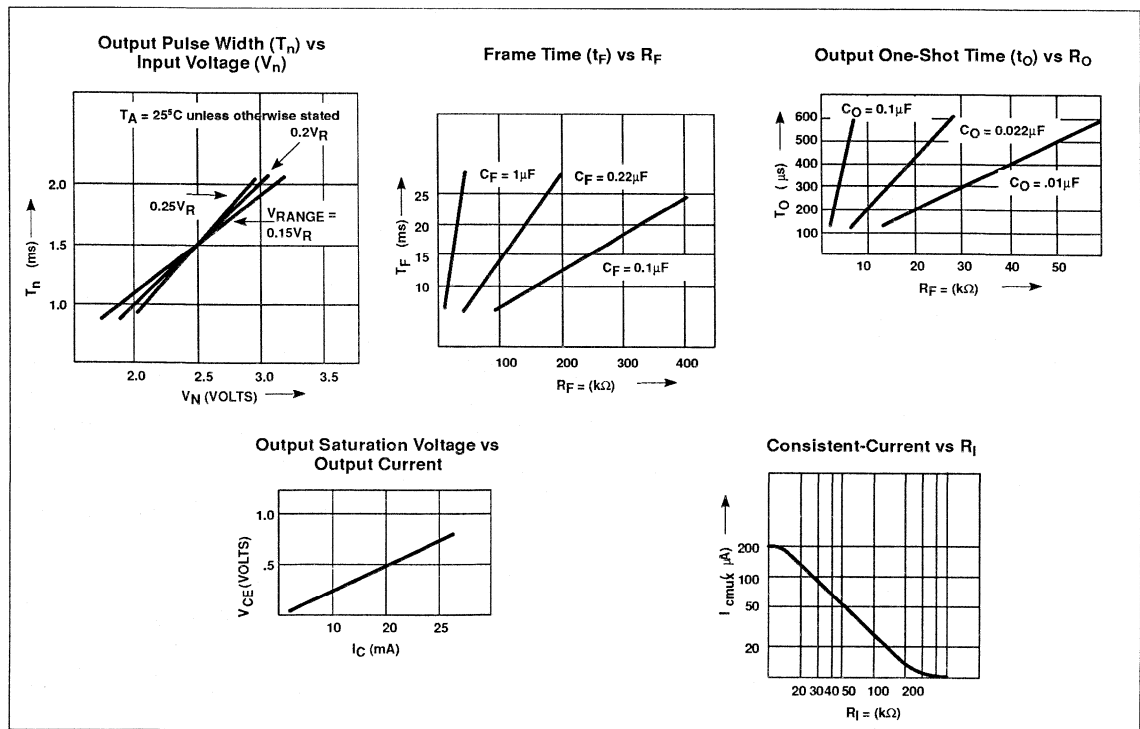 Output Pulse Width (Tn) vs
Input Voltage (Vn)
TA = 25°C unless otherwise stated
0.2VR
0.25VR
VRANGE =
0.15VR
2.0
1.5
1.0
Tn (ms)
2.0 2.5 3.0 3.5
VN (VOLTS)
Frame Time (tF) vs RF
CF = 1µF
CF = 0.22µF
CF = 0.1µF
25
20
15
10
TF (ms)
100 200 300 400
RF = (kΩ)
Output One-Shot Time (tO) vs RO
CO = 0.1µF
CO = 0.022µF
CO = .01µF
600
500
400
300
200
100
TO (µs)
10 20 30 40 50
RF = (kΩ)
Output Saturation Voltage vs
Output Current
1.0
.5
VCE (VOLTS)
10 20 25
IC (mA)
Consistent-Current vs RI
200
100
50
20
I cmux( µA)
20 30 40 50 100 200
RI = (kΩ)